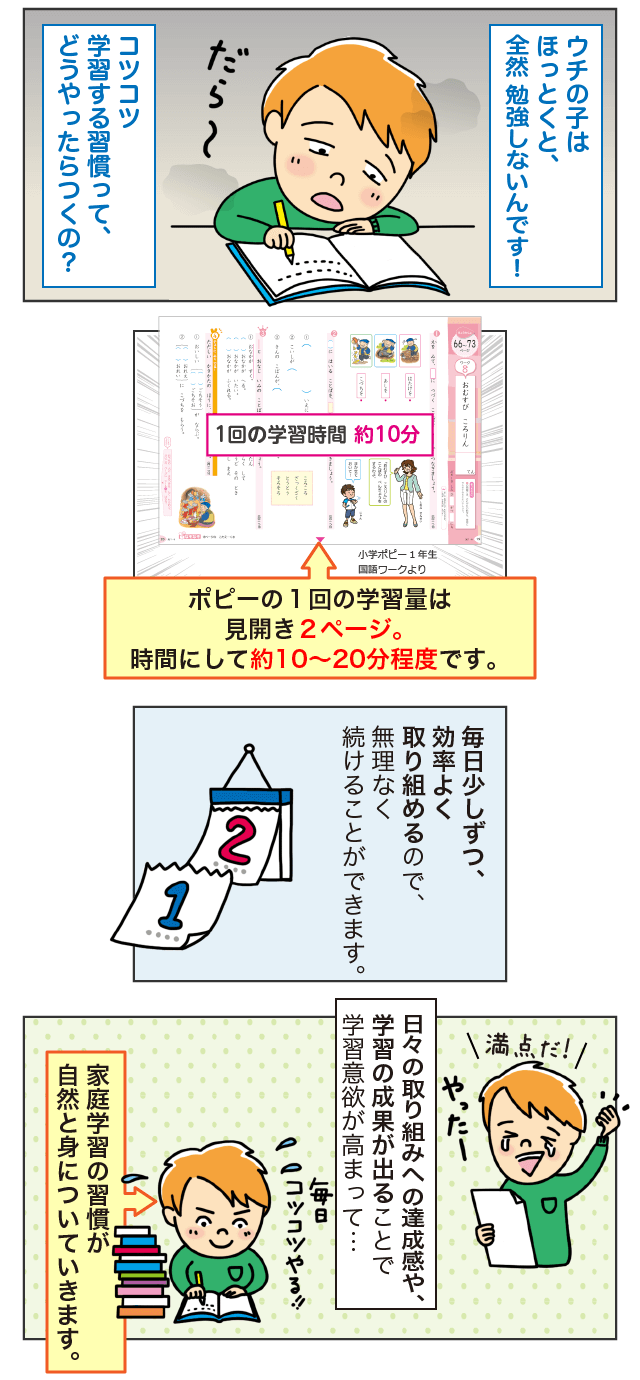 ウチの子は
ほっとくと、
全然 勉強しないんです！
だら～
コツコツ
学習する習慣って、
どうやったらつくの？
66～73
ページ
8
おむすび ころりん
1回の学習時間 約10分
小学ポピー１年生
国語ワークより
ポピーの１回の学習量は
見開き２ページ。
時間にして約10～20分程度です。
毎日少しずつ、
効率よく
取り組めるので、
無理なく
続けることができます。
2
1
満点だ！
やったー
日々の取り組みへの達成感や、
学習の成果が出ることで
学習意欲が高まって…
毎日
コツコツやる!!
家庭学習の習慣が
自然と身についていきます。